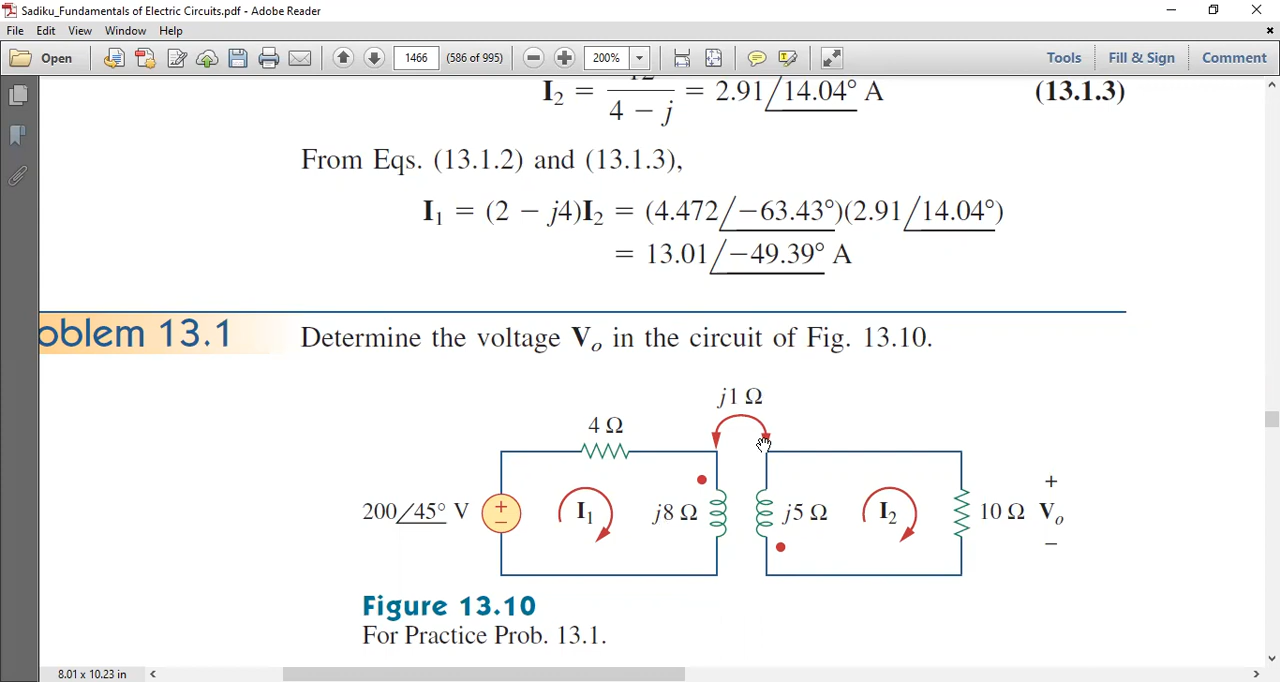 Sadiku_Fundamentals of Electric Circuits.pdf - Adobe Reader
File Edit View Window Help
Open 1466 (586 of 995) 200% Tools Fill & Sign Comment
I₂ = 12/(4 − j) = 2.91∠14.04° A (13.1.3)
From Eqs. (13.1.2) and (13.1.3),
I₁ = (2 − j4)I₂ = (4.472∠−63.43°)(2.91∠14.04°)
= 13.01∠−49.39° A
oblem 13.1 Determine the voltage Vₒ in the circuit of Fig. 13.10.
j1 Ω
4 Ω
200∠45° V + − I₁ j8 Ω j5 Ω I₂ 10 Ω + Vₒ −
Figure 13.10
For Practice Prob. 13.1.
8.01 x 10.23 in